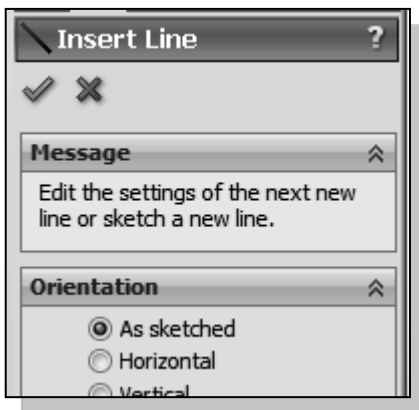 Insert Line ?
Message
Edit the settings of the next new
line or sketch a new line.
Orientation
As sketched
Horizontal
Vertical